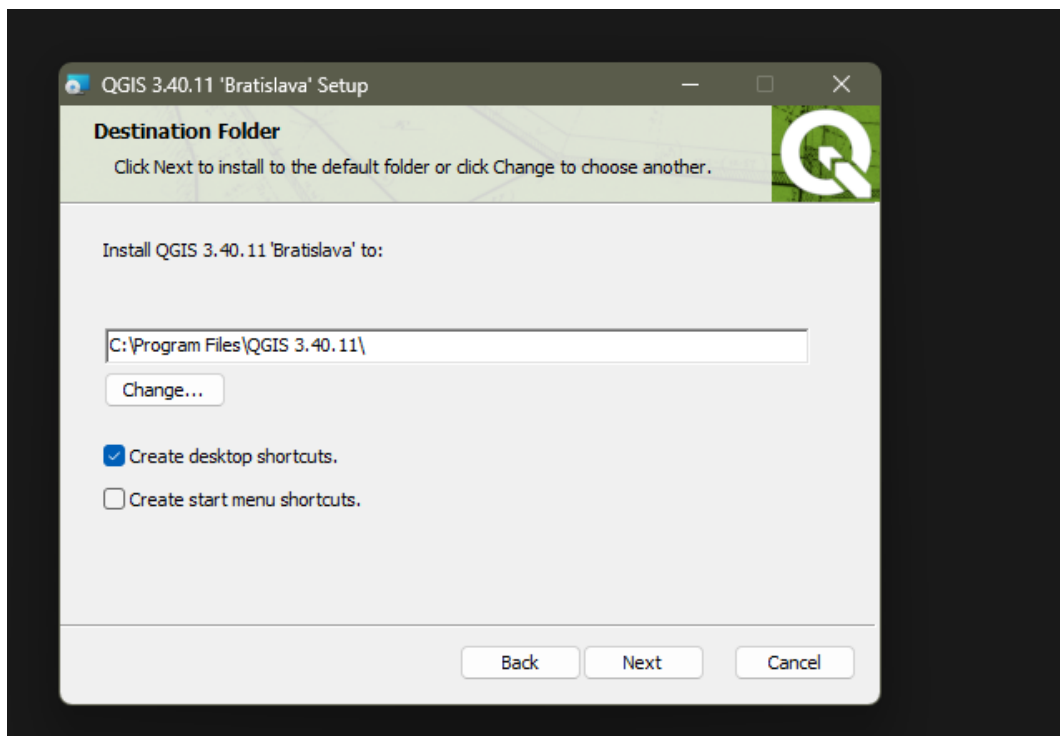 QGIS 3.40.11 'Bratislava' Setup
Destination Folder
Click Next to install to the default folder or click Change to choose another.
Install QGIS 3.40.11 'Bratislava' to:
C:\Program Files\QGIS 3.40.11\
Change...
Create desktop shortcuts.
Create start menu shortcuts.
Back Next Cancel